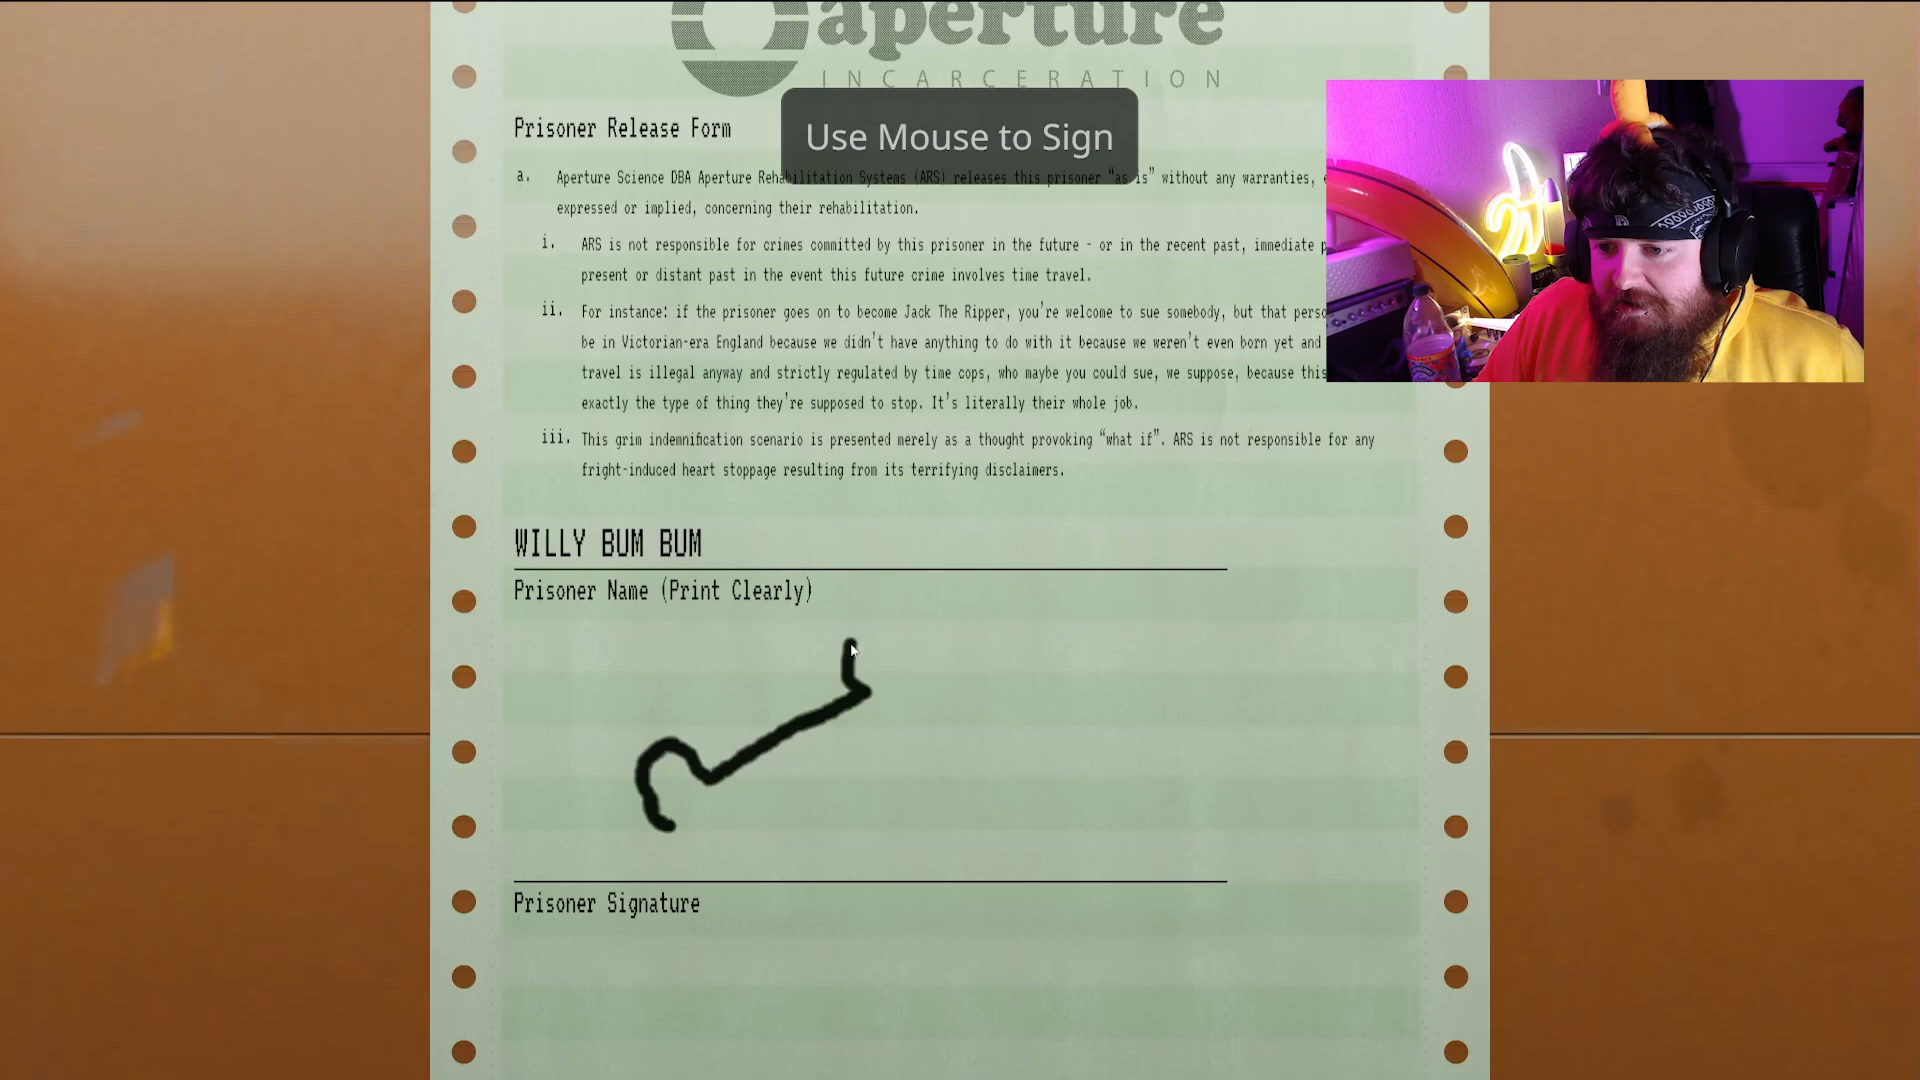 aperture
INCARCERATION
Use Mouse to Sign
Prisoner Release Form
a. Aperture Science DBA Aperture Rehabilitation Systems (ARS) releases this prisoner “as is” without any warranties,
expressed or implied, concerning their rehabilitation.
i. ARS is not responsible for crimes committed by this prisoner in the future - or in the recent past, immediate
present or distant past in the event this future crime involves time travel.
ii. For instance: if the prisoner goes on to become Jack The Ripper, you’re welcome to sue somebody, but that
be in Victorian-era England because we didn’t have anything to do with it because we weren’t even born yet and
travel is illegal anyway and strictly regulated by time cops, who maybe you could sue, we suppose, because this
exactly the type of thing they’re supposed to stop. It’s literally their whole job.
iii. This grim indemnification scenario is presented merely as a thought provoking “what if”. ARS is not responsible for any
fright-induced heart stoppage resulting from its terrifying disclaimers.
WILLY BUM BUM
Prisoner Name (Print Clearly)
Prisoner Signature